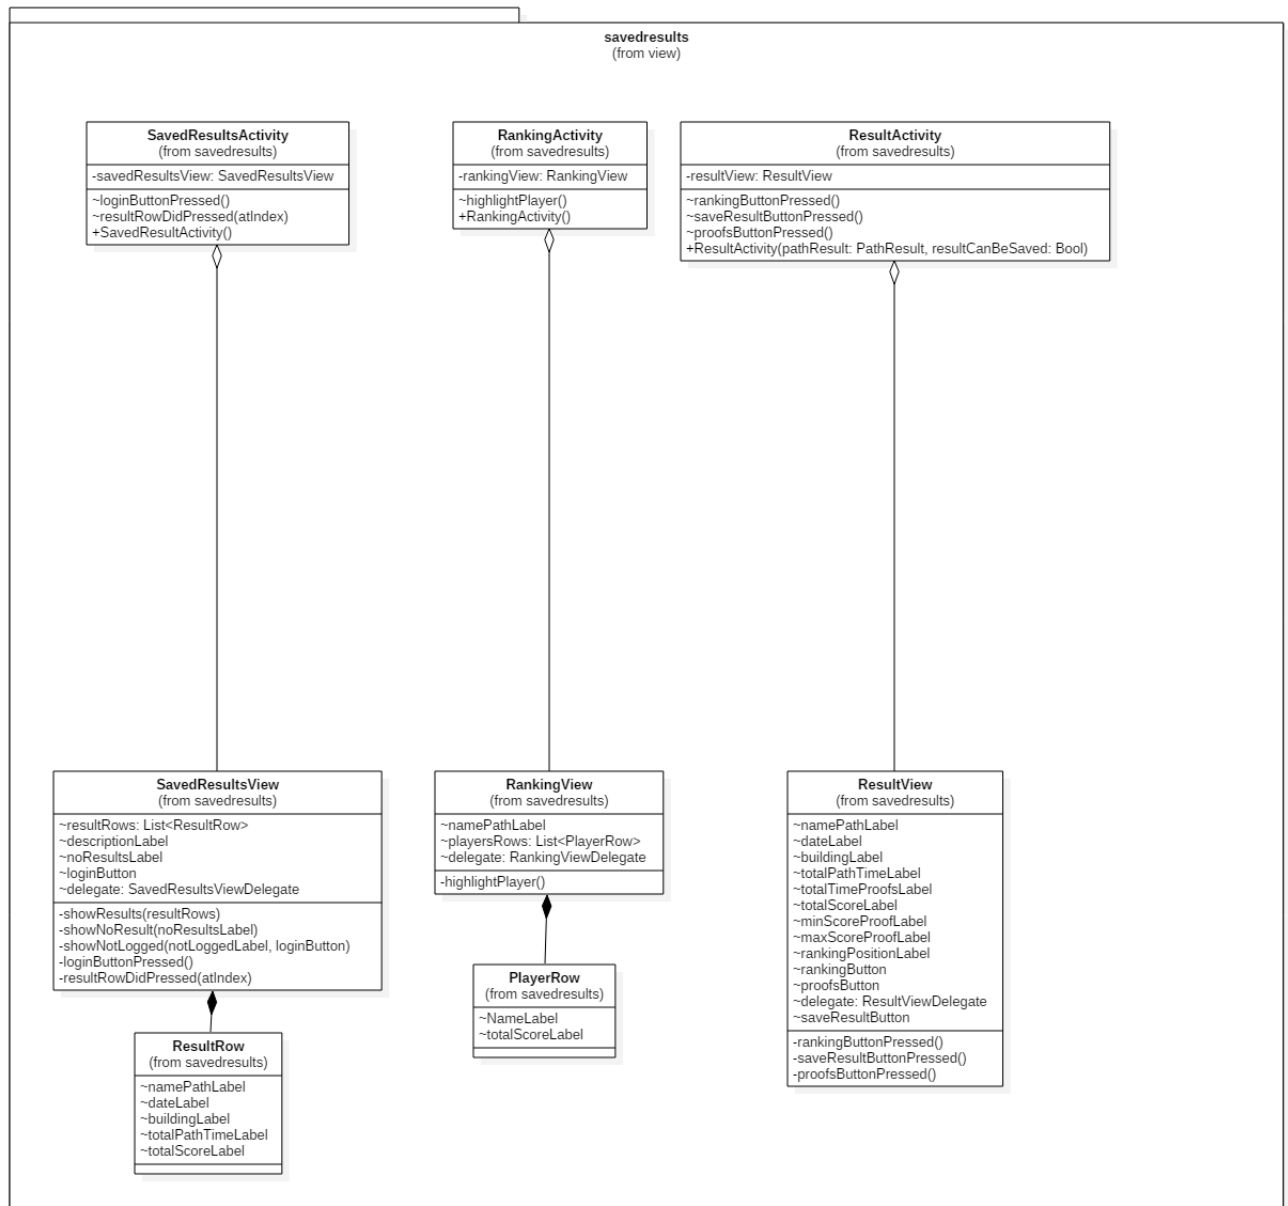 savedresults
(from view)
SavedResultsActivity
(from savedresults)
-savedResultsView: SavedResultsView
~loginButtonPressed()
~resultRowDidPressed(atIndex)
+SavedResultActivity()
RankingActivity
(from savedresults)
-rankingView: RankingView
~highlightPlayer()
+RankingActivity()
ResultActivity
(from savedresults)
-resultView: ResultView
~rankingButtonPressed()
~saveResultButtonPressed()
~proofsButtonPressed()
+ResultActivity(pathResult: PathResult, resultCanBeSaved: Bool)
SavedResultsView
(from savedresults)
~resultRows: List<ResultRow>
~descriptionLabel
~noResultsLabel
~loginButton
~delegate: SavedResultsViewDelegate
-showResults(resultRows)
-showNoResult(noResultsLabel)
-showNotLogged(notLoggedLabel, loginButton)
-loginButtonPressed()
-resultRowDidPressed(atIndex)
RankingView
(from savedresults)
~namePathLabel
~playersRows: List<PlayerRow>
~delegate: RankingViewDelegate
-highlightPlayer()
ResultView
(from savedresults)
~namePathLabel
~dateLabel
~buildingLabel
~totalPathTimeLabel
~totalTimeProofsLabel
~totalScoreLabel
~minScoreProofLabel
~maxScoreProofLabel
~rankingPositionLabel
~rankingButton
~proofsButton
~delegate: ResultViewDelegate
~saveResultButton
-rankingButtonPressed()
-saveResultButtonPressed()
-proofsButtonPressed()
PlayerRow
(from savedresults)
~NameLabel
~totalScoreLabel
ResultRow
(from savedresults)
~namePathLabel
~dateLabel
~buildingLabel
~totalPathTimeLabel
~totalScoreLabel